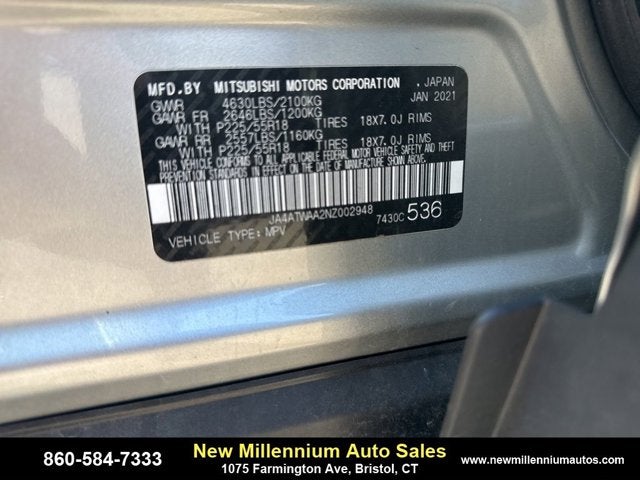 MFD.BY MITSUBISHI MOTORS CORPORATION . JAPAN
GVWR 4630LBS/2100KG JAN 2021
GAWR FR 2646LBS/1200KG
WITH P225/55R18 TIRES 18X7.0J RIMS
GAWR RR 2557LBS/1160KG
WITH P225/55R18 TIRES 18X7.0J RIMS
THIS VEHICLE CONFORMS TO ALL APPLICABLE FEDERAL MOTOR VEHICLE SAFETY AND THEFT
PREVENTION STANDARDS IN EFFECT ON THE DATE OF MANUFACTURE SHOWN ABOVE.
JA4ATWAA2NZ002948 7430C 536
VEHICLE TYPE: MPV
860-584-7333 New Millennium Auto Sales www.newmillenniumautos.com
1075 Farmington Ave, Bristol, CT